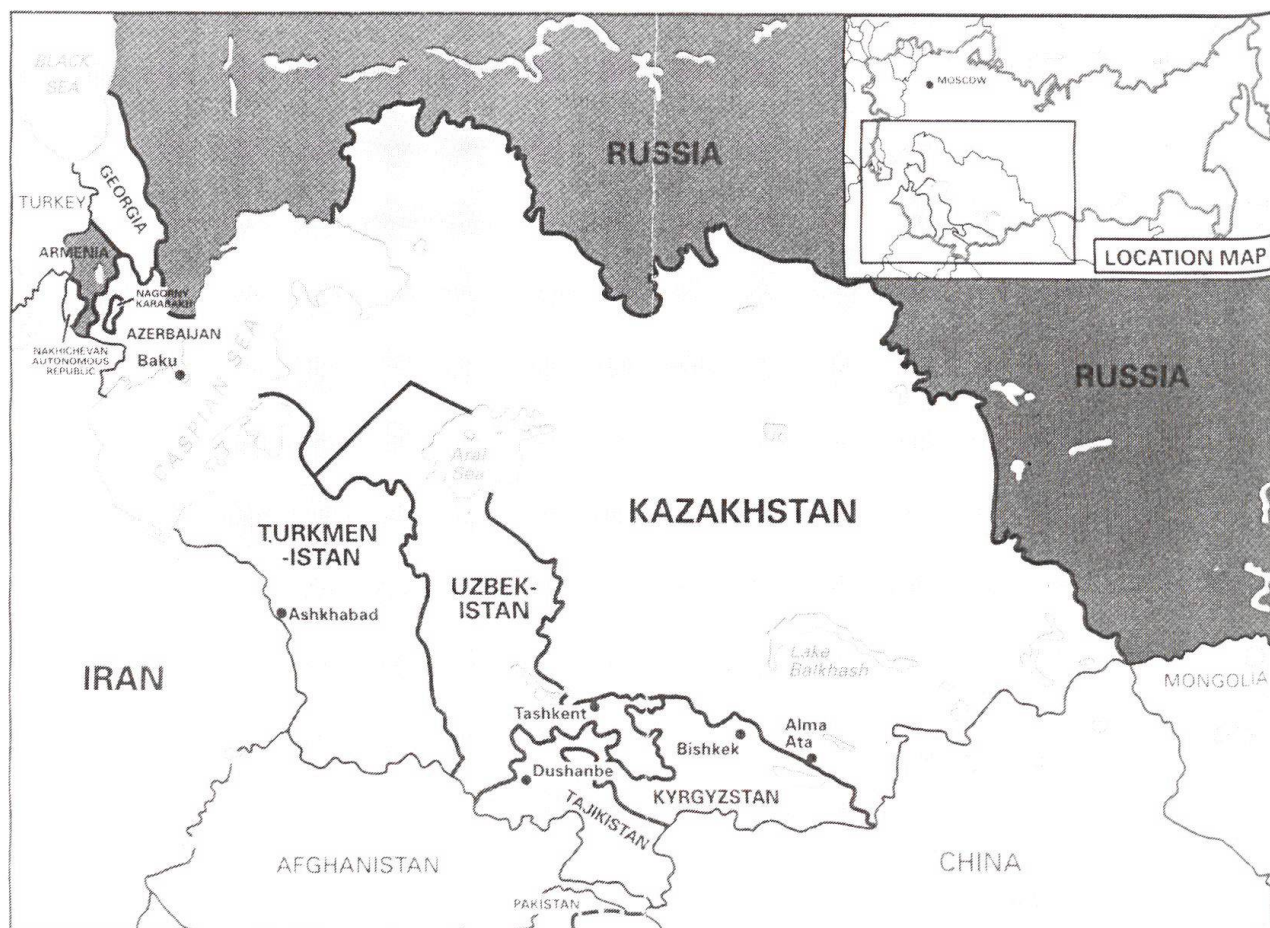 BLACK
SEA
MOSCOW
RUSSIA
GEORGIA
TURKEY
LOCATION MAP
ARMENIA
NAGORNY
KARABAKH
AZERBAIJAN
NAKHICHEVAN
AUTONOMOUS
REPUBLIC
Baku
CASPIAN SEA
RUSSIA
Aral
Sea
KAZAKHSTAN
TURKMEN
-ISTAN
UZBEK-
ISTAN
Ashkhabad
Lake
Balkhash
IRAN
MONGOLIA
Tashkent
Alma
Ata
Bishkek
Dushanbe
KYRGYZSTAN
TAJIKISTAN
AFGHANISTAN
CHINA
PAKISTAN